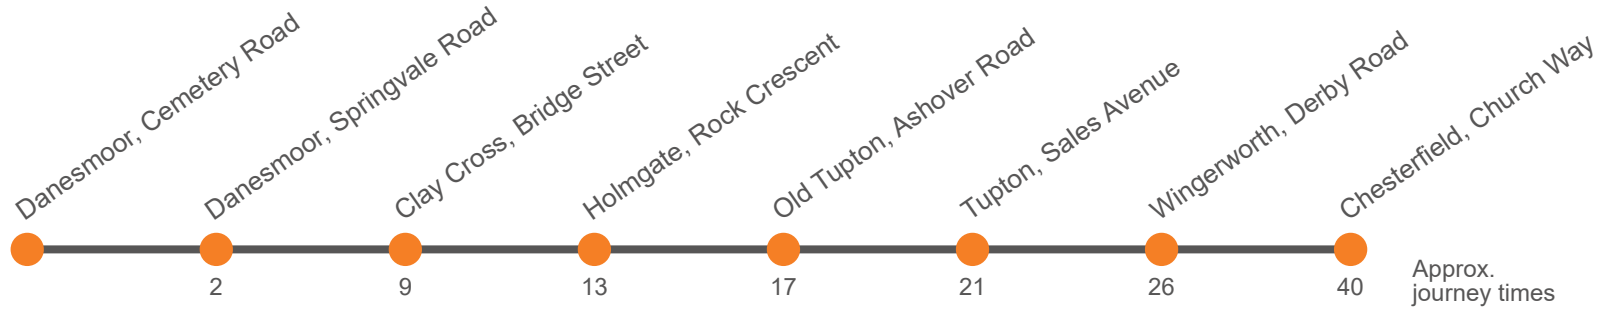 Danesmoor, Cemetery Road
Danesmoor, Springvale Road
Clay Cross, Bridge Street
Holmgate, Rock Crescent
Old Tupton, Ashover Road
Tupton, Sales Avenue
Wingerworth, Derby Road
Chesterfield, Church Way
2
9
13
17
21
26
40
Approx.
journey times